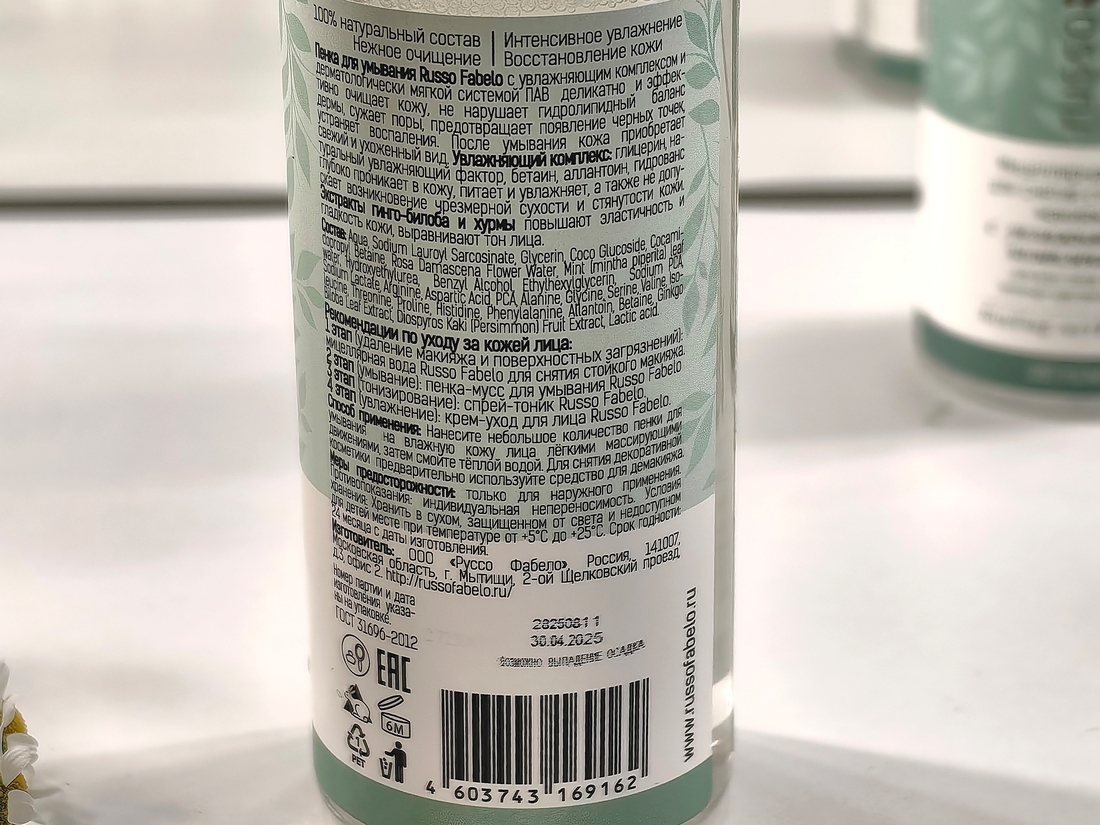 100% натуральный состав | Интенсивное увлажнение
Нежное очищение | Восстановление кожи
Пенка для умывания Russo Fabelo с увлажняющим комплексом и
дерматологически мягкой системой ПАВ деликатно и эффек-
тивно очищает кожу, не нарушает гидролипидный баланс
дермы, сужает поры, предотвращает появление черных точек,
устраняет воспаления. После умывания кожа приобретает
свежий и ухоженный вид. Увлажняющий комплекс: глицерин, на-
туральный увлажняющий фактор, бетаин, аллантоин, гидрованс
глубоко проникает в кожу, питает и увлажняет, а также не допу-
скает возникновение чрезмерной сухости и стянутости кожи.
Экстракты гинго-билоба и хурмы повышают эластичность и
гладкость кожи, выравнивают тон лица.
Состав: Aqua, Sodium Lauroyl Sarcosinate, Glycerin, Coco Glucoside, Cocami-
dopropyl Betaine, Rosa Damascena Flower Water, Mint (mintha piperita) leaf
water, Hydroxyethylurea, Benzyl Alcohol, Ethylhexylglycerin, Sodium PCA,
Sodium Lactate, Arginine, Aspartic Acid, PCA, Alanine, Glycine, Serine, Valine, Iso-
leucine, Threonine, Proline, Histidine, Phenylalanine, Allantoin, Betaine, Ginkgo
Biloba Leaf Extract, Diospyros Kaki (Persimmon) Fruit Extract, Lactic acid.
Рекомендации по уходу за кожей лица:
1 этап (удаление макияжа и поверхностных загрязнений):
мицеллярная вода Russo Fabelo для снятия стойкого макияжа.
2 этап (умывание): пенка-мусс для умывания Russo Fabelo
3 этап (тонизирование): спрей-тоник Russo Fabelo.
4 этап (увлажнение): крем-уход для лица Russo Fabelo.
Способ применения: Нанесите небольшое количество пенки для
умывания на влажную кожу лица лёгкими массирующими
движениями, затем смойте тёплой водой. Для снятия декоративной
косметики предварительно используйте средство для демакияжа.
Меры предосторожности: только для наружного применения.
Противопоказания: индивидуальная непереносимость. Условия
хранения: Хранить в сухом, защищенном от света и недоступном
для детей месте при температуре от +5°C до +25°C. Срок годности:
24 месяца с даты изготовления.
Изготовитель: ООО «Руссо Фабело», Россия, 141007,
Московская область, г. Мытищи, 2-ой Щелковский проезд,
д.3, офис 2. http://russofabelo.ru/
Номер партии и дата
изготовления указа-
ны на упаковке.
ГОСТ 31696-2012
28250811
30.04.2025
ВОЗМОЖНО ВЫПАДЕНИЕ ОСАДКА
EAC
6M
1
PET
4 603743 169162
www.russofabelo.ru